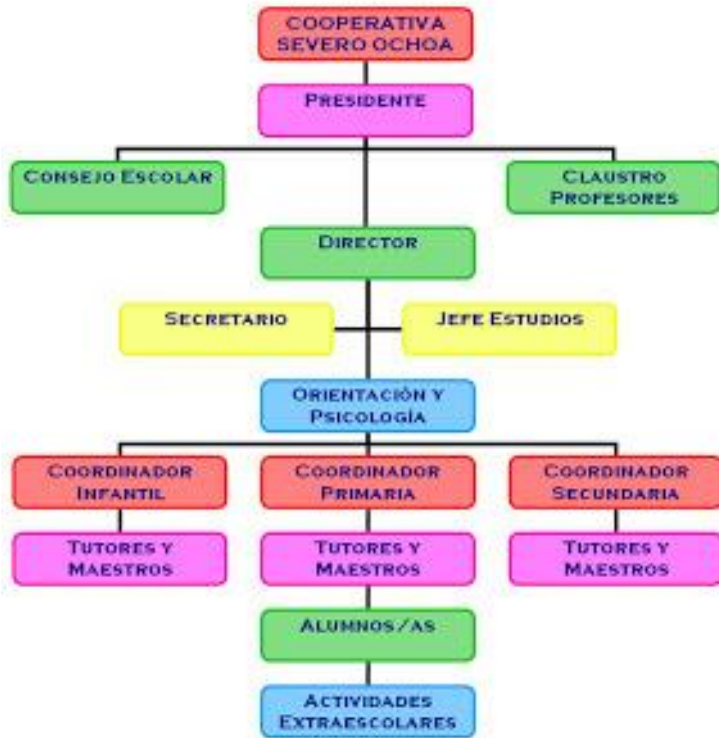 COOPERATIVA
SEVERO OCHOA
PRESIDENTE
CONSEJO ESCOLAR
CLAUSTRO
PROFESORES
DIRECTOR
SECRETARIO
JEFE ESTUDIOS
ORIENTACIÓN Y
PSICOLOGÍA
COORDINADOR
INFANTIL
COORDINADOR
PRIMARIA
COORDINADOR
SECUNDARIA
TUTORES Y
MAESTROS
TUTORES Y
MAESTROS
TUTORES Y
MAESTROS
ALUMNOS/AS
ACTIVIDADES
EXTRAESCOLARES